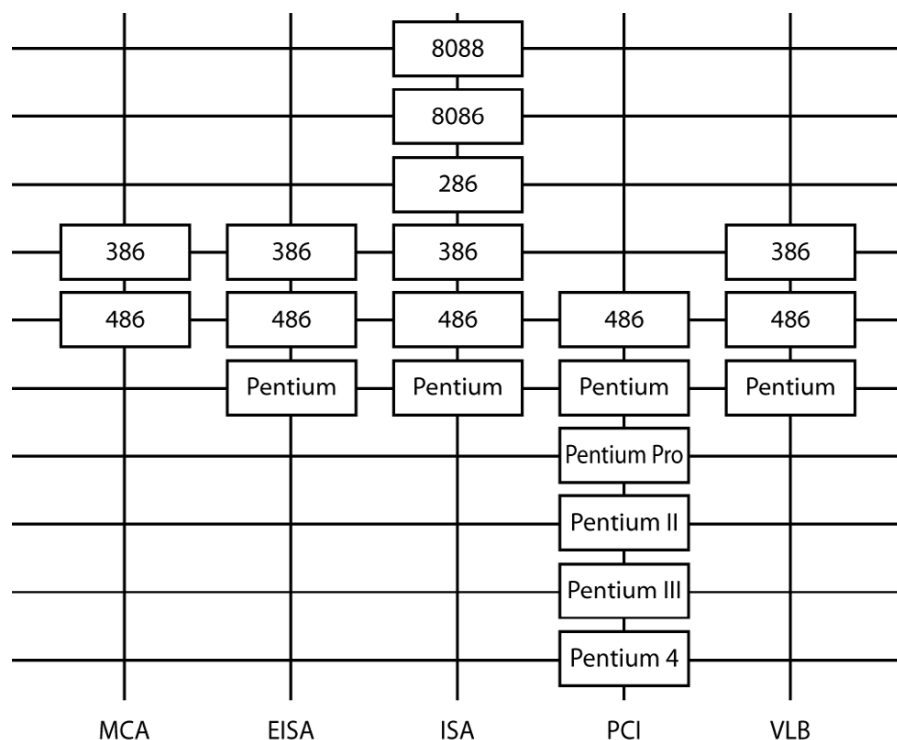 8088
8086
286
386 386 386 386
486 486 486 486 486
Pentium Pentium Pentium Pentium
Pentium Pro
Pentium II
Pentium III
Pentium 4
MCA EISA ISA PCI VLB